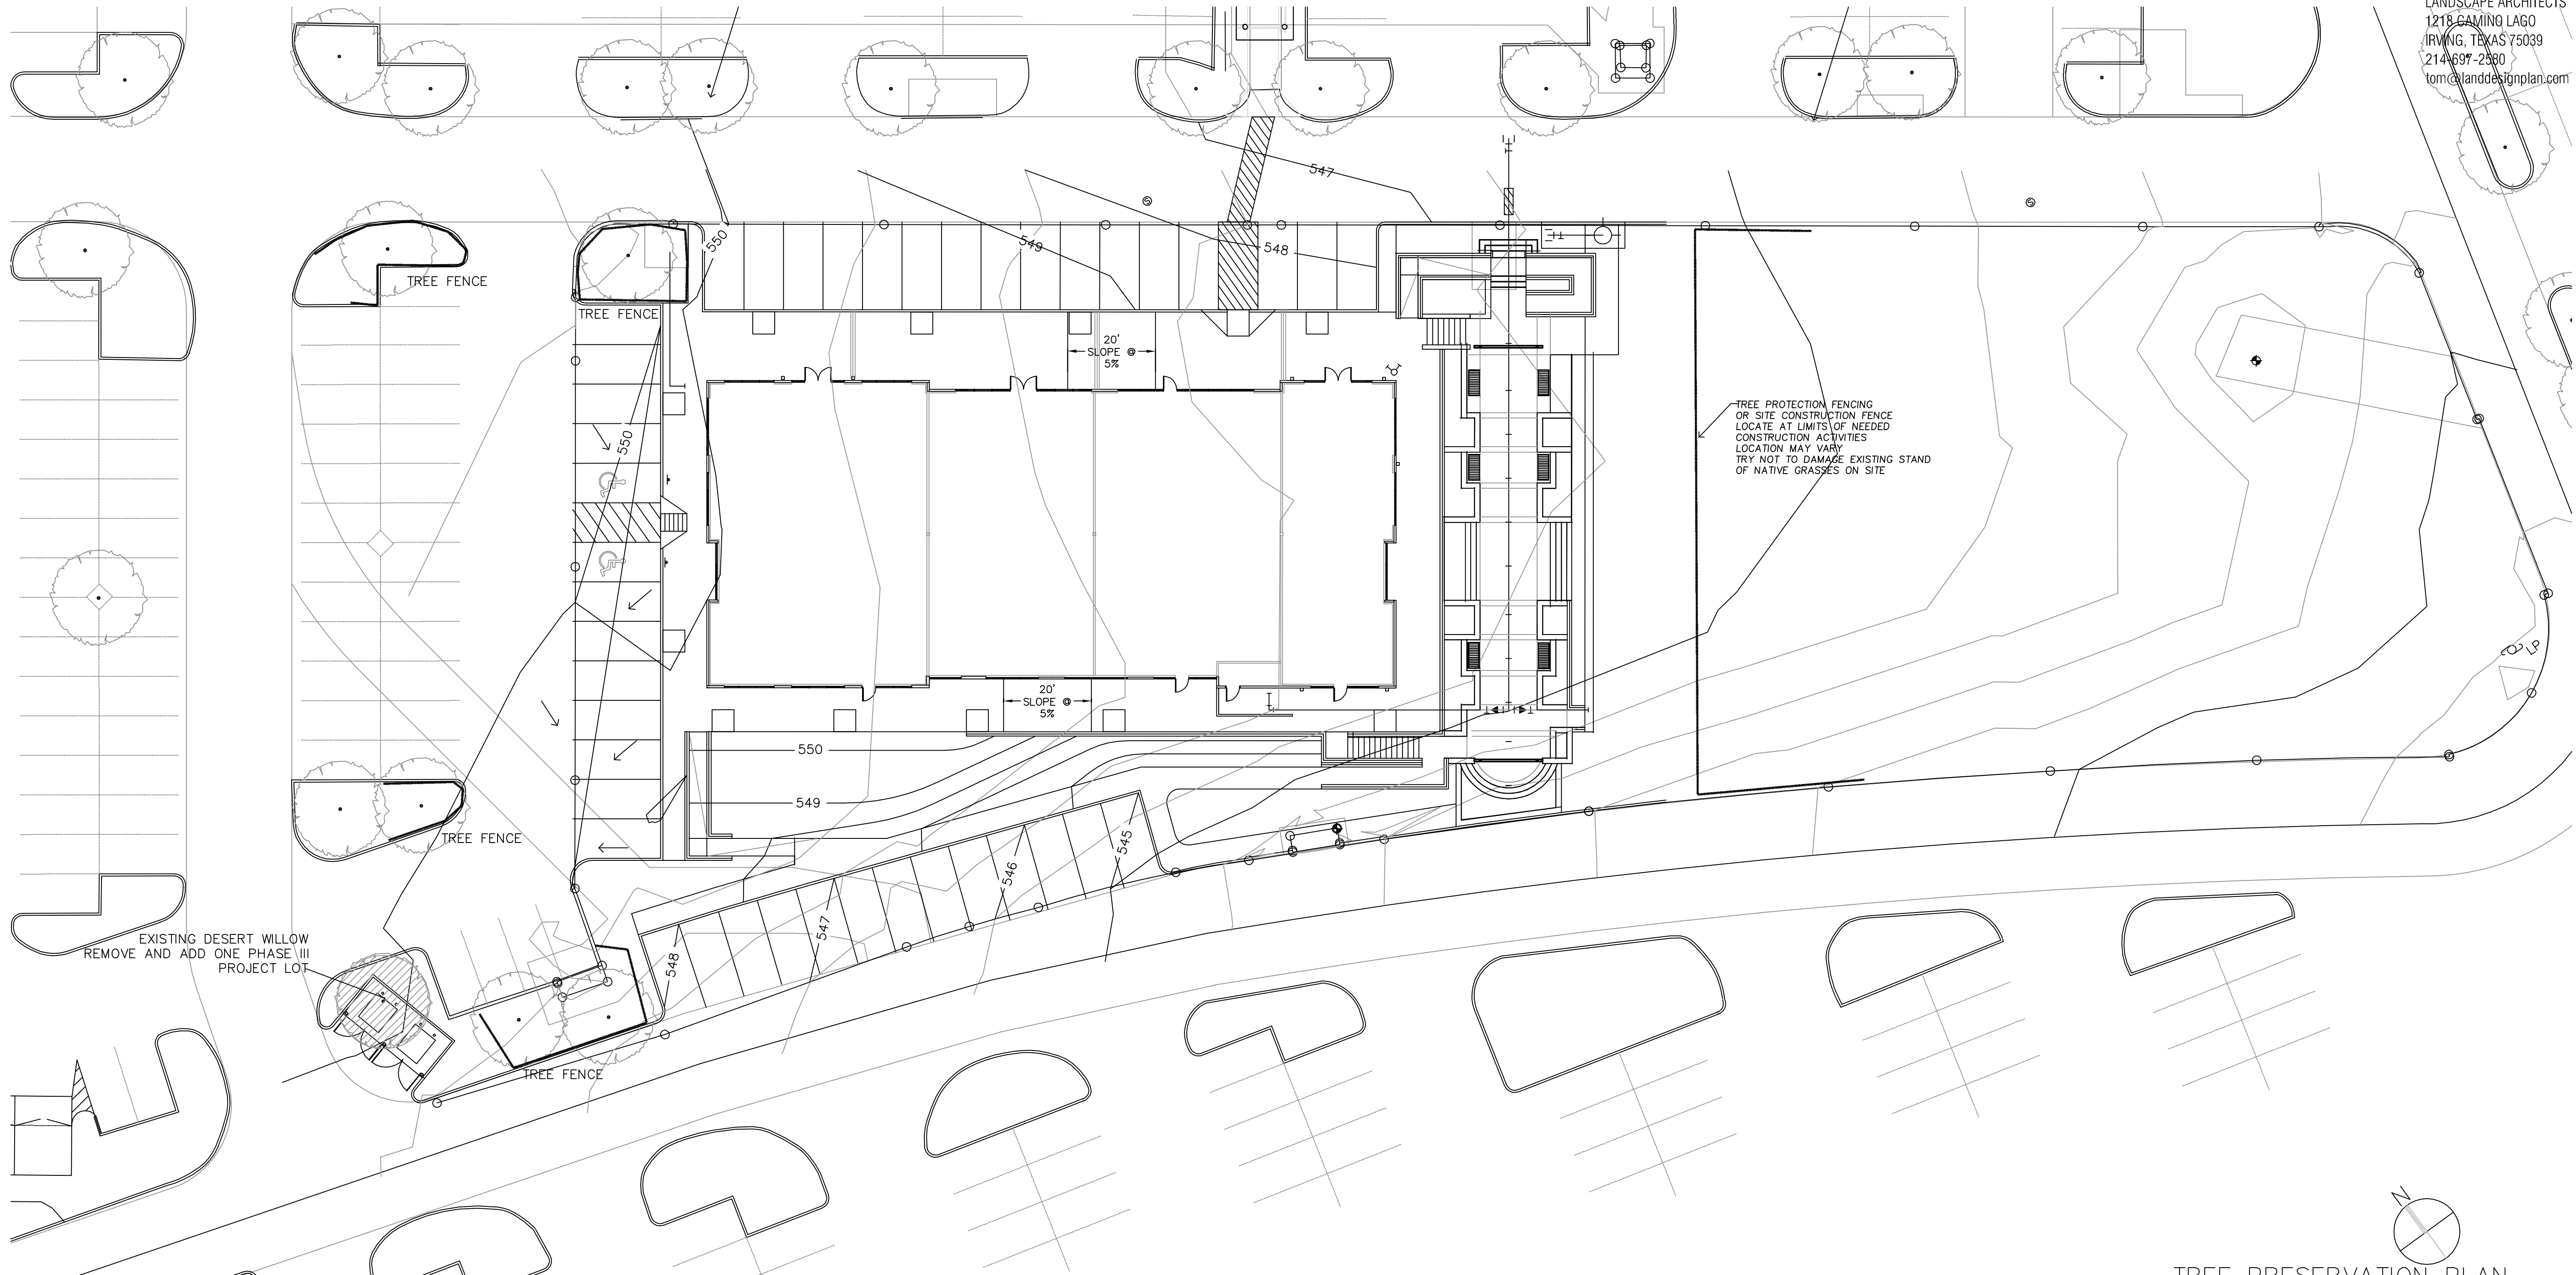 LANDSCAPE ARCHITECTS
1218 CAMINO LAGO
IRVING, TEXAS 75039
214-697-2580
tom@landdesignplan.com
547
S
S
550
549
548
TREE FENCE
TREE FENCE
20'
SLOPE @
5%
550
TREE PROTECTION FENCING
OR SITE CONSTRUCTION FENCE
LOCATE AT LIMITS OF NEEDED
CONSTRUCTION ACTIVITIES
LOCATION MAY VARY
TRY NOT TO DAMAGE EXISTING STAND
OF NATIVE GRASSES ON SITE
LP
20'
SLOPE @
5%
550
549
TREE FENCE
545
546
547
548
EXISTING DESERT WILLOW
REMOVE AND ADD ONE PHASE III
PROJECT LOT
TREE FENCE
N
TREE PRESERVATION PLAN